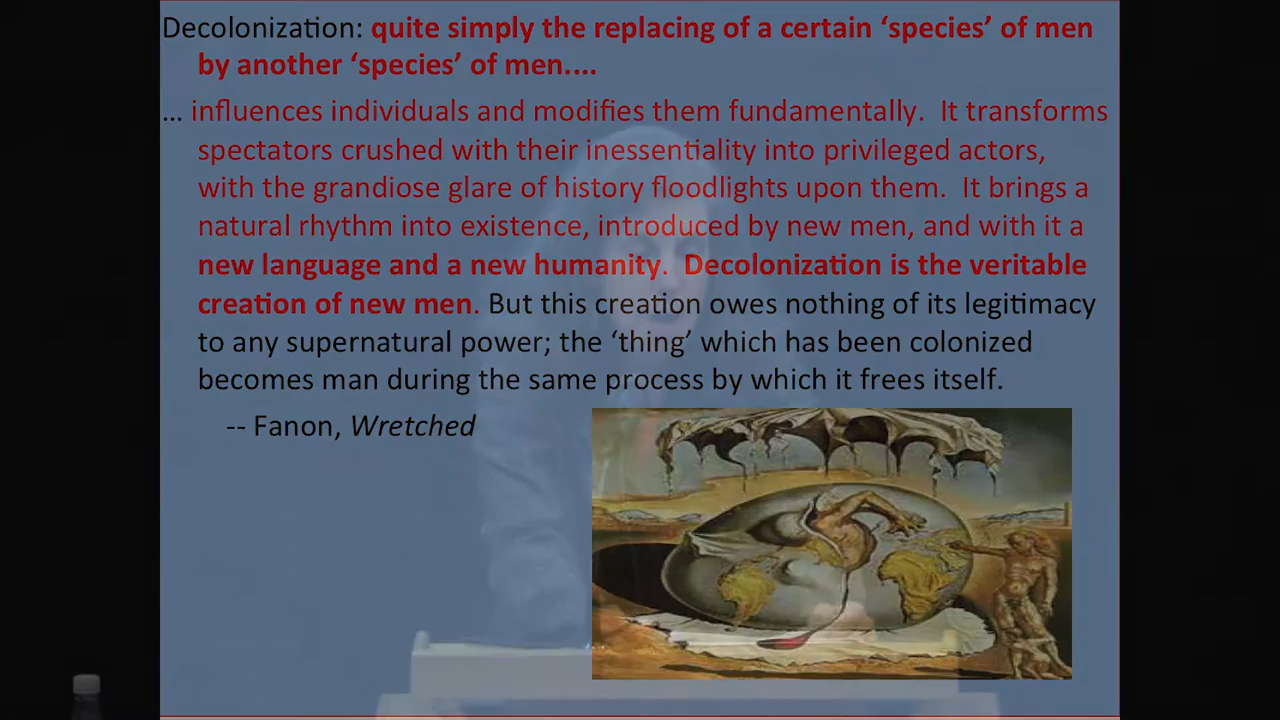 Decolonization: quite simply the replacing of a certain ‘species’ of men
by another ‘species’ of men....
... influences individuals and modifies them fundamentally.  It transforms
spectators crushed with their inessentiality into privileged actors,
with the grandiose glare of history floodlights upon them.  It brings a
natural rhythm into existence, introduced by new men, and with it a
new language and a new humanity.  Decolonization is the veritable
creation of new men. But this creation owes nothing of its legitimacy
to any supernatural power; the ‘thing’ which has been colonized
becomes man during the same process by which it frees itself.
-- Fanon, Wretched